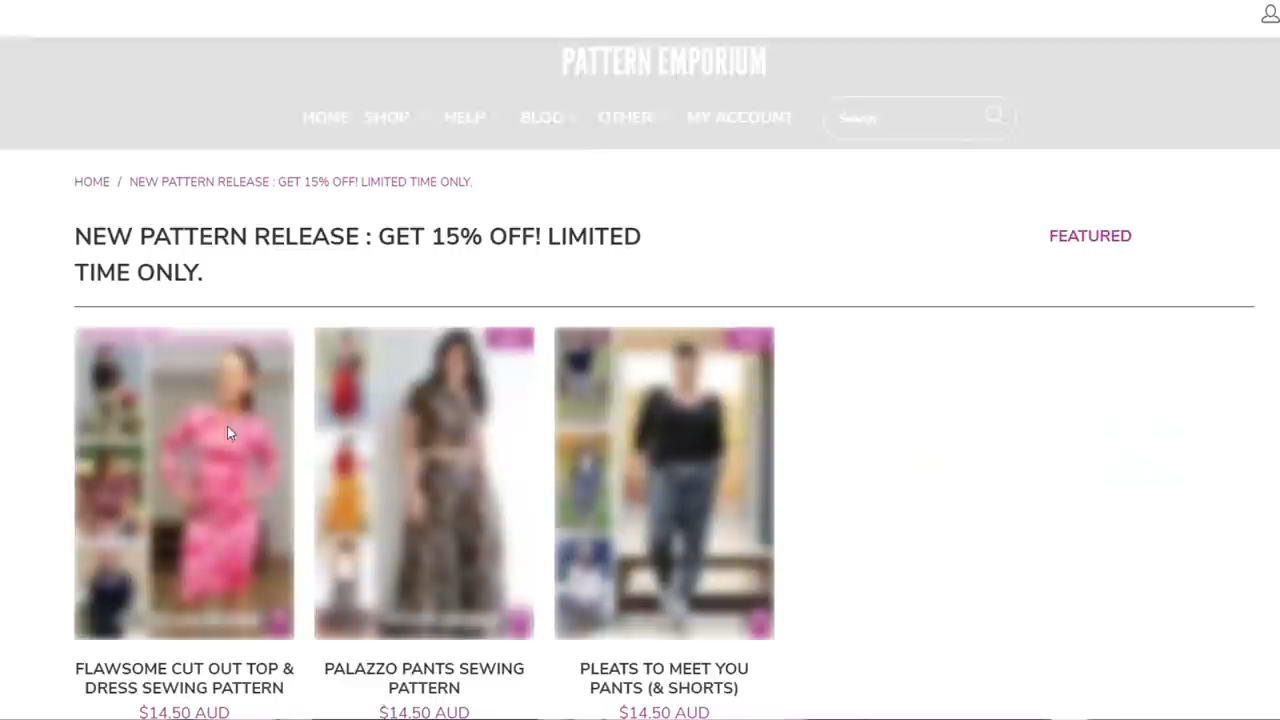 PATTERN EMPORIUM
HOME SHOP HELP BLOG OTHER MY ACCOUNT
HOME / NEW PATTERN RELEASE : GET 15% OFF! LIMITED TIME ONLY.
NEW PATTERN RELEASE : GET 15% OFF! LIMITED
TIME ONLY.
FEATURED
FLAWSOME CUT OUT TOP &
DRESS SEWING PATTERN
$14.50 AUD
PALAZZO PANTS SEWING
PATTERN
$14.50 AUD
PLEATS TO MEET YOU
PANTS (& SHORTS)
$14.50 AUD